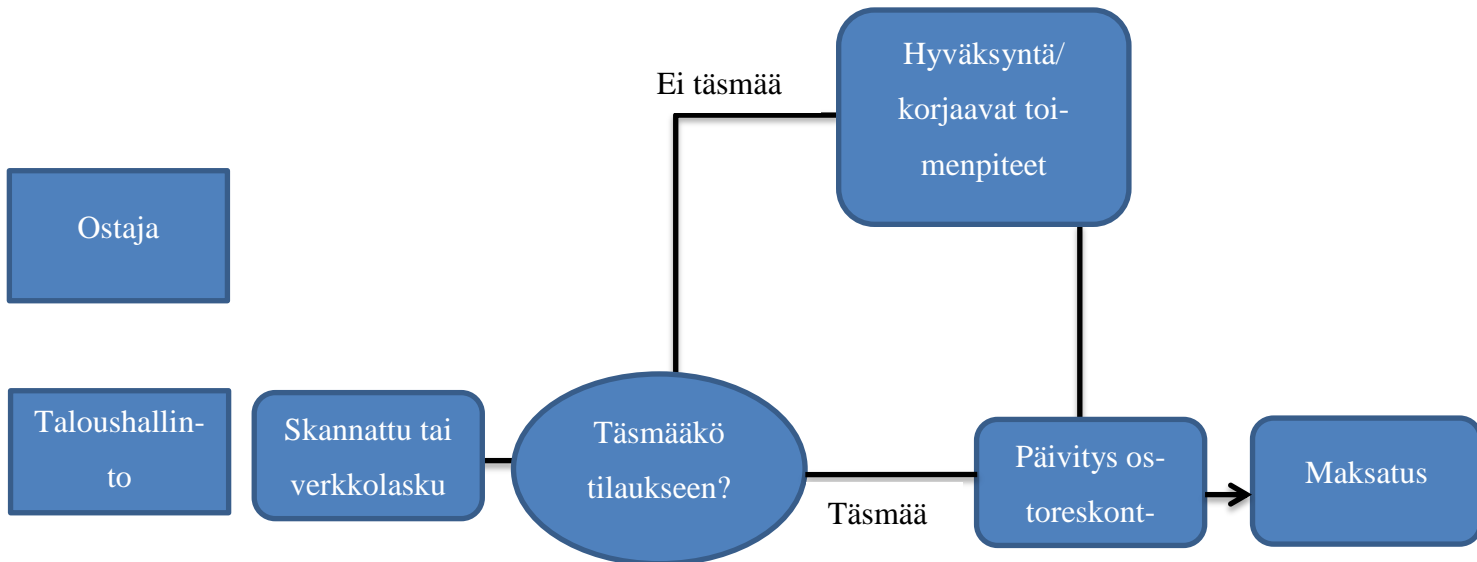 Hyväksyntä/
korjaavat toi-
menpiteet
Ei täsmää
Ostaja
Taloushallin-
to
Skannattu tai
verkkolasku
Täsmääkö
tilaukseen?
Täsmää
Päivitys os-
toreskont-
Maksatus